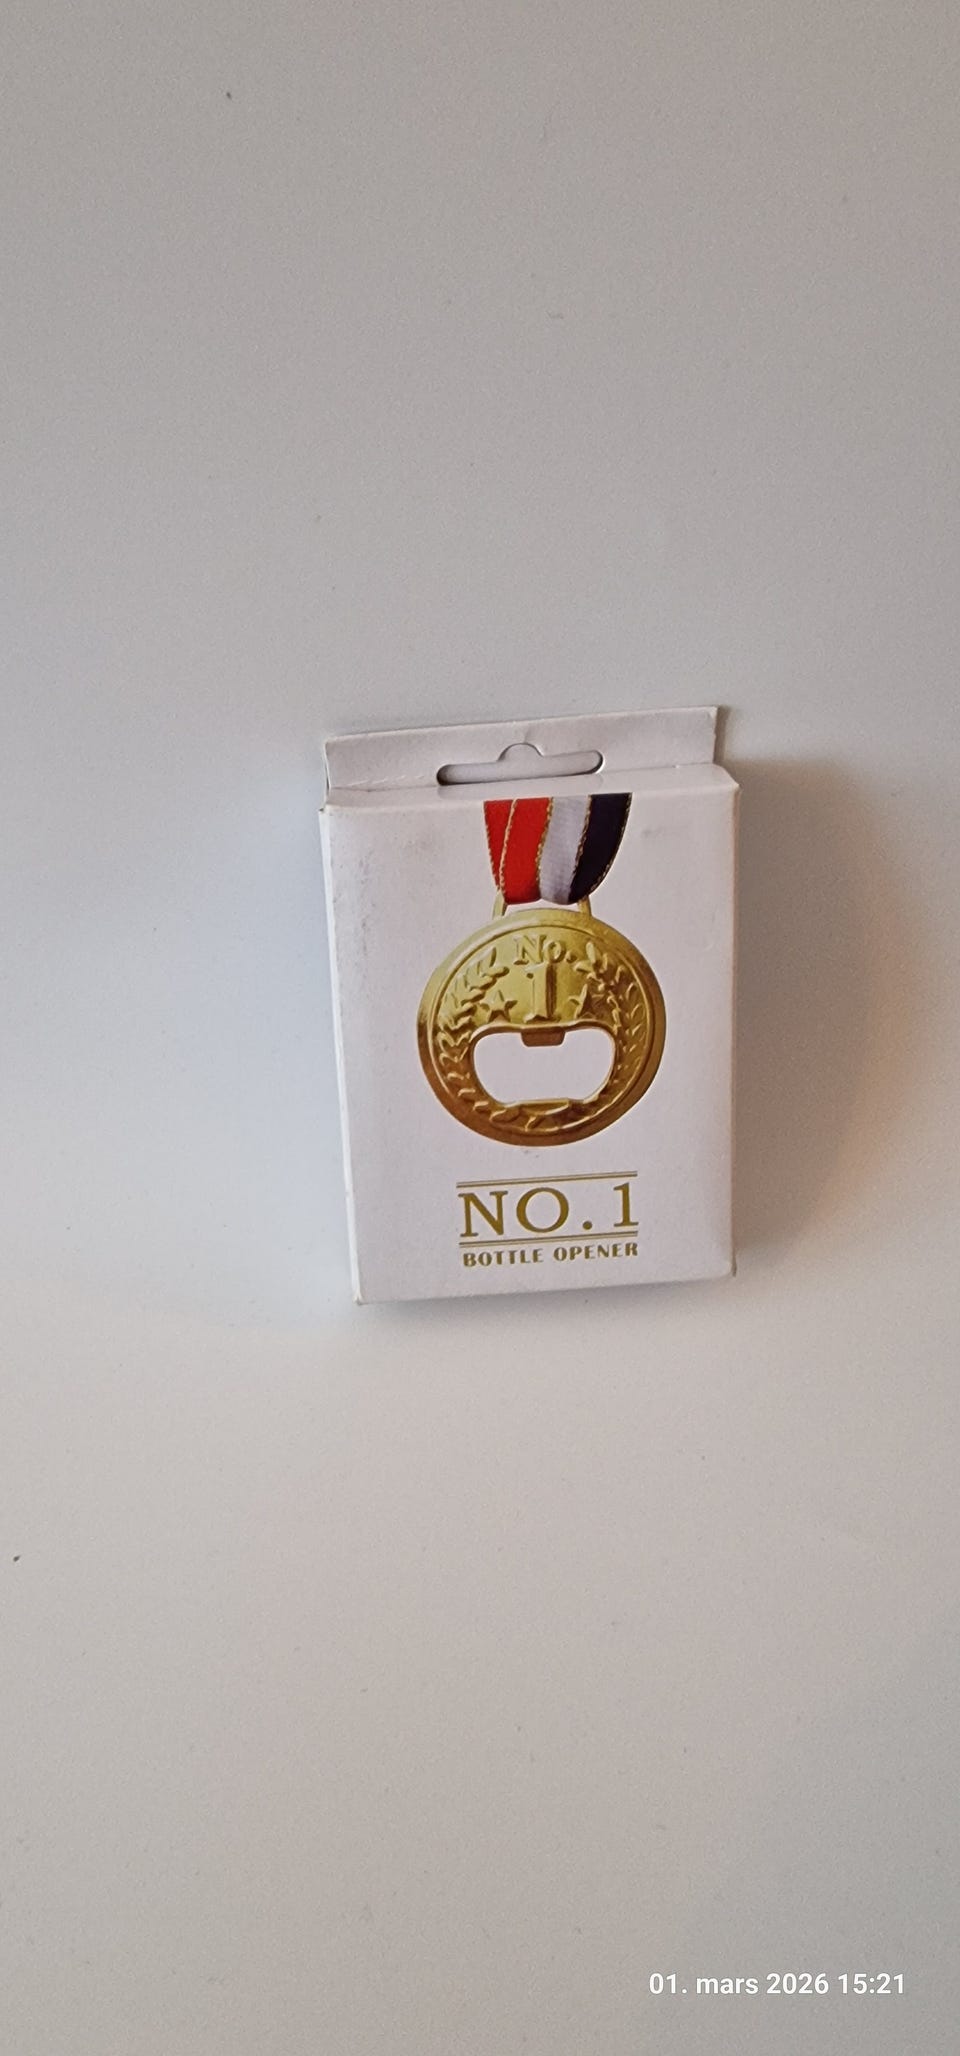 No.
1
NO.1
BOTTLE OPENER
01. mars 2026 15:21